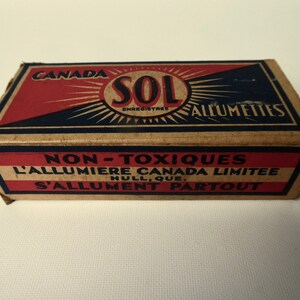 CANADA
SOL
ENREGISTRÉE
ALLUMETTES
NON-TOXIQUES
L'ALLUMIERE CANADA LIMITEE
HULL, QUE.
S'ALLUMENT PARTOUT